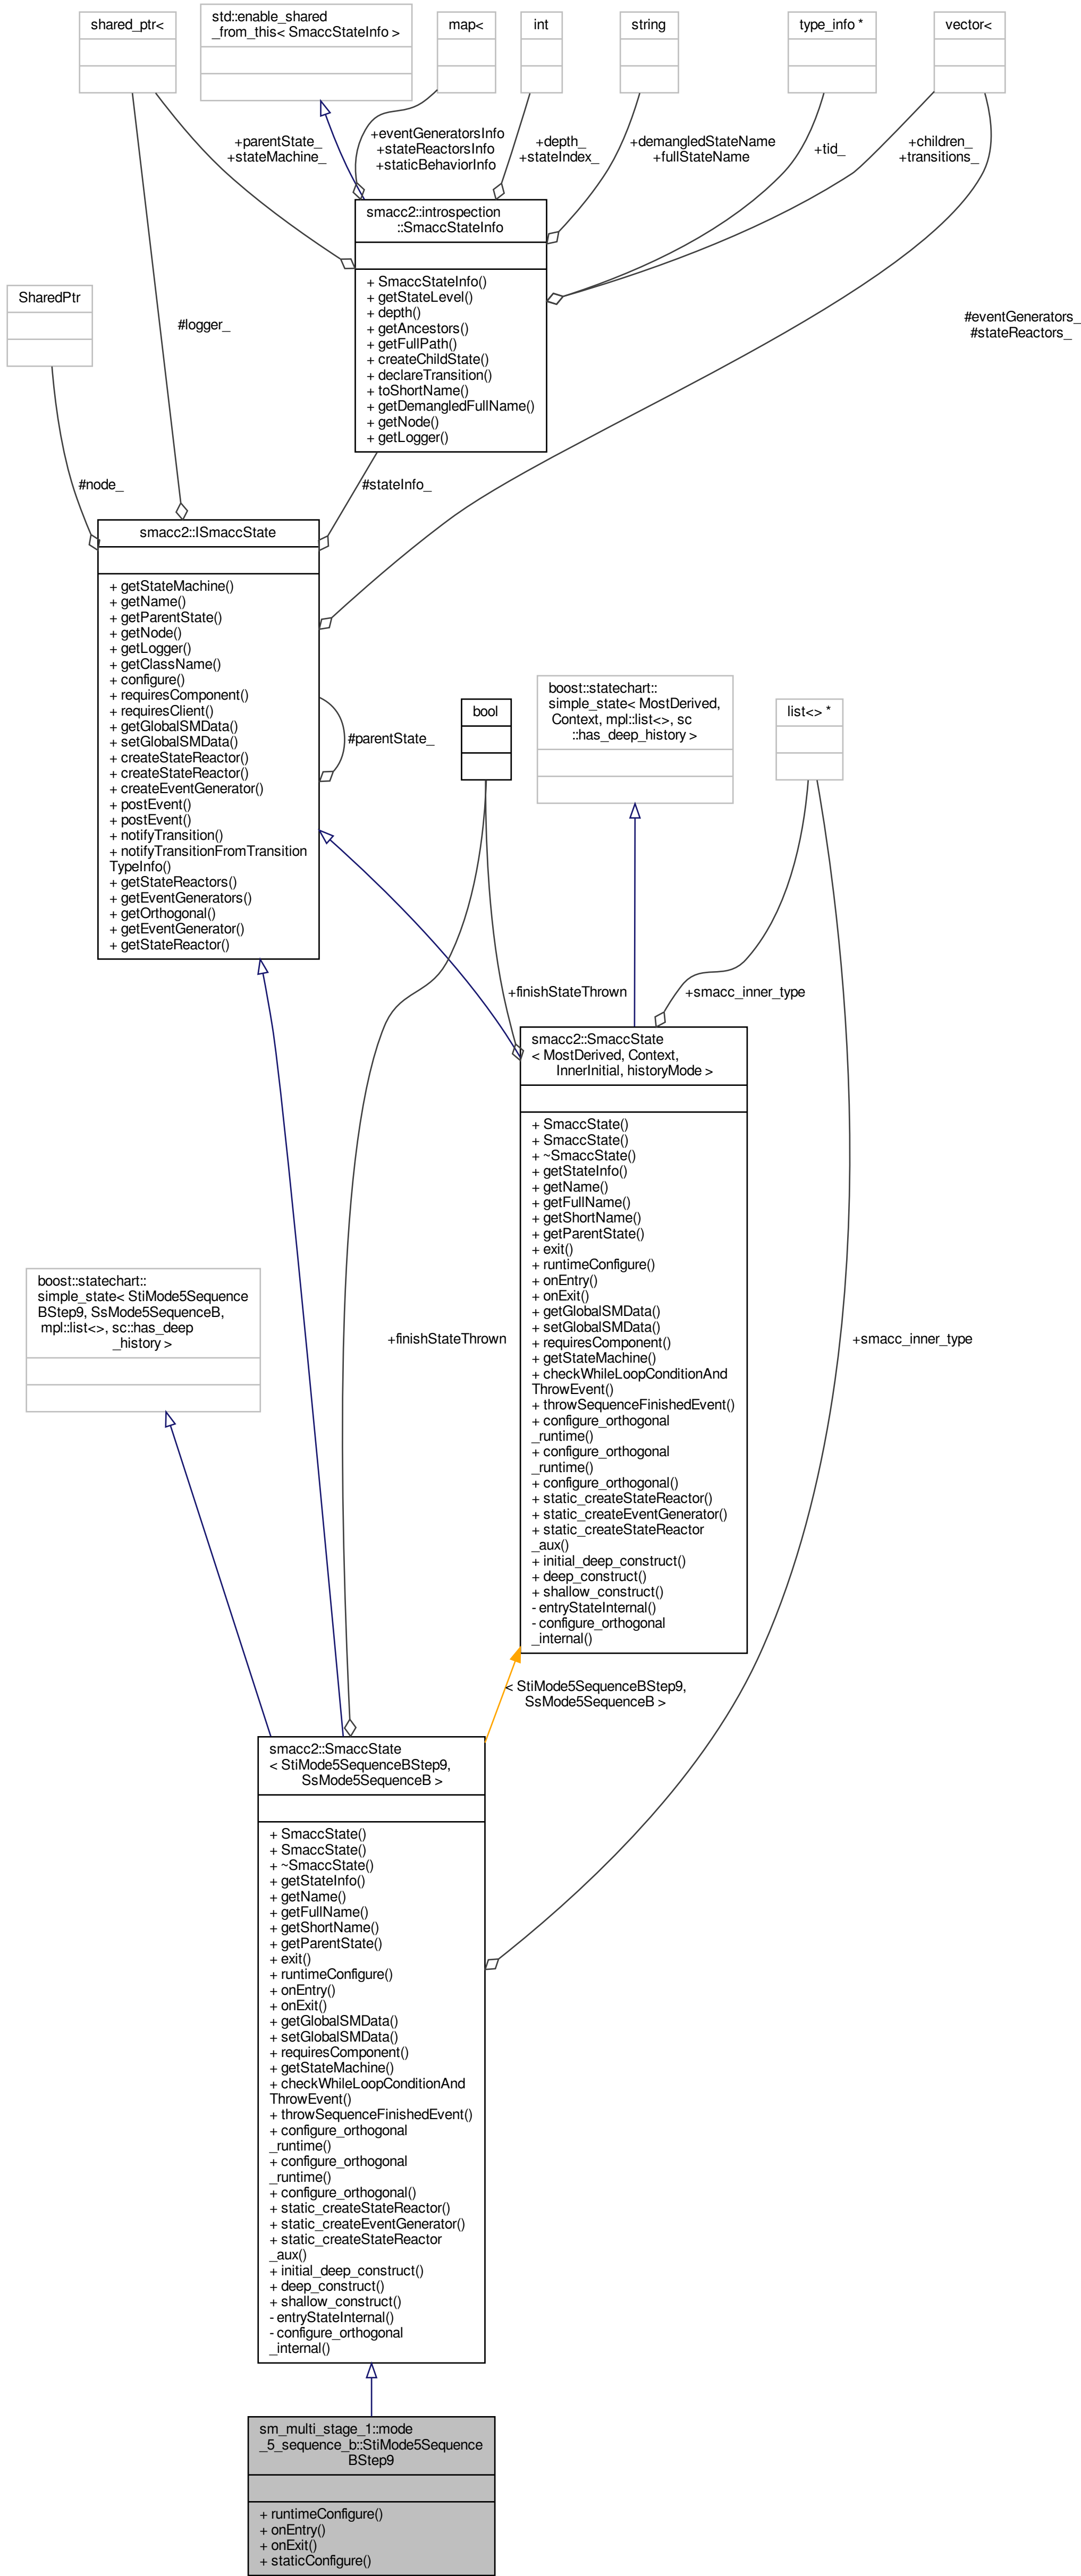 shared_ptr<
std::enable_shared
_from_this< SmaccStateInfo >
map<
int
string
type_info *
vector<
+parentState_
+stateMachine_
+eventGeneratorsInfo
+stateReactorsInfo
+staticBehaviorInfo
+depth_
+stateIndex_
+demangledStateName
+fullStateName
+tid_
+children_
+transitions_
smacc2::introspection
::SmaccStateInfo
+ SmaccStateInfo()
+ getStateLevel()
+ depth()
+ getAncestors()
+ getFullPath()
+ createChildState()
+ declareTransition()
+ toShortName()
+ getDemangledFullName()
+ getNode()
+ getLogger()
SharedPtr
#logger_
#eventGenerators_
#stateReactors_
#node_
#stateInfo_
smacc2::ISmaccState
+ getStateMachine()
+ getName()
+ getParentState()
+ getNode()
+ getLogger()
+ getClassName()
+ configure()
+ requiresComponent()
+ requiresClient()
+ getGlobalSMData()
+ setGlobalSMData()
+ createStateReactor()
+ createStateReactor()
+ createEventGenerator()
+ postEvent()
+ postEvent()
+ notifyTransition()
+ notifyTransitionFromTransition
TypeInfo()
+ getStateReactors()
+ getEventGenerators()
+ getOrthogonal()
+ getEventGenerator()
+ getStateReactor()
#parentState_
bool
boost::statechart::
simple_state< MostDerived,
Context, mpl::list<>, sc
::has_deep_history >
list<> *
+finishStateThrown
+smacc_inner_type
smacc2::SmaccState
< MostDerived, Context,
InnerInitial, historyMode >
+ SmaccState()
+ SmaccState()
+ ~SmaccState()
+ getStateInfo()
+ getName()
+ getFullName()
+ getShortName()
+ getParentState()
+ exit()
+ runtimeConfigure()
+ onEntry()
+ onExit()
+ getGlobalSMData()
+ setGlobalSMData()
+ requiresComponent()
+ getStateMachine()
+ checkWhileLoopConditionAnd
ThrowEvent()
+ throwSequenceFinishedEvent()
+ configure_orthogonal
_runtime()
+ configure_orthogonal
_runtime()
+ configure_orthogonal()
+ static_createStateReactor()
+ static_createEventGenerator()
+ static_createStateReactor
_aux()
+ initial_deep_construct()
+ deep_construct()
+ shallow_construct()
- entryStateInternal()
- configure_orthogonal
_internal()
boost::statechart::
simple_state< StiMode5Sequence
BStep9, SsMode5SequenceB,
mpl::list<>, sc::has_deep
_history >
+finishStateThrown
+smacc_inner_type
< StiMode5SequenceBStep9,
SsMode5SequenceB >
smacc2::SmaccState
< StiMode5SequenceBStep9,
SsMode5SequenceB >
+ SmaccState()
+ SmaccState()
+ ~SmaccState()
+ getStateInfo()
+ getName()
+ getFullName()
+ getShortName()
+ getParentState()
+ exit()
+ runtimeConfigure()
+ onEntry()
+ onExit()
+ getGlobalSMData()
+ setGlobalSMData()
+ requiresComponent()
+ getStateMachine()
+ checkWhileLoopConditionAnd
ThrowEvent()
+ throwSequenceFinishedEvent()
+ configure_orthogonal
_runtime()
+ configure_orthogonal
_runtime()
+ configure_orthogonal()
+ static_createStateReactor()
+ static_createEventGenerator()
+ static_createStateReactor
_aux()
+ initial_deep_construct()
+ deep_construct()
+ shallow_construct()
- entryStateInternal()
- configure_orthogonal
_internal()
sm_multi_stage_1::mode
_5_sequence_b::StiMode5Sequence
BStep9
+ runtimeConfigure()
+ onEntry()
+ onExit()
+ staticConfigure()